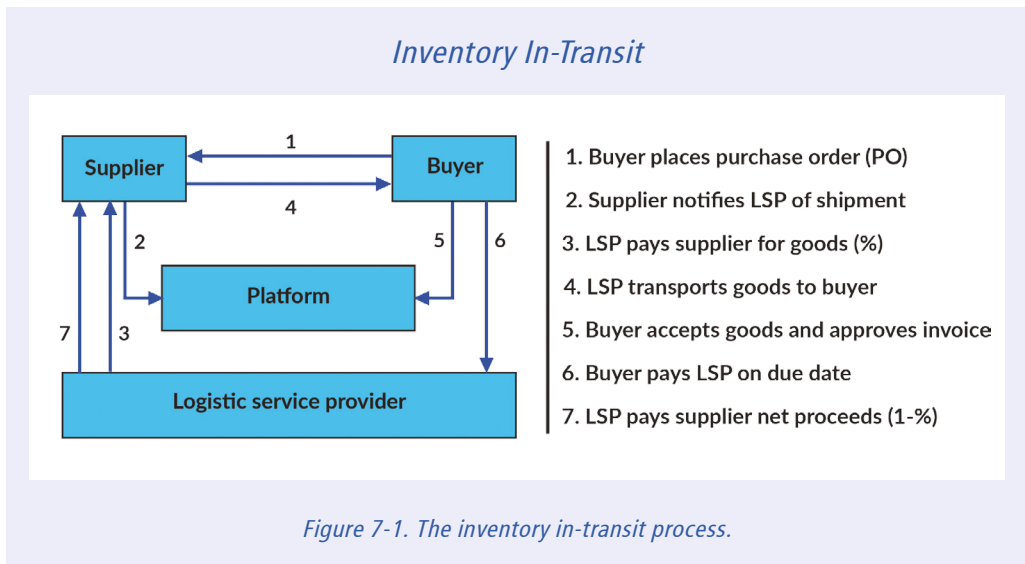 Inventory In-Transit
1
Supplier
Buyer
4
2
5
6
Platform
7
3
Logistic service provider
1. Buyer places purchase order (PO)
2. Supplier notifies LSP of shipment
3. LSP pays supplier for goods (%)
4. LSP transports goods to buyer
5. Buyer accepts goods and approves invoice
6. Buyer pays LSP on due date
7. LSP pays supplier net proceeds (1-%)
Figure 7-1. The inventory in-transit process.